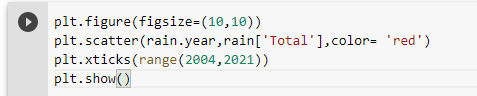 plt.figure(figsize=(10,10))
plt.scatter(rain.year,rain['Total'],color= 'red')
plt.xticks(range(2004,2021))
plt.show()